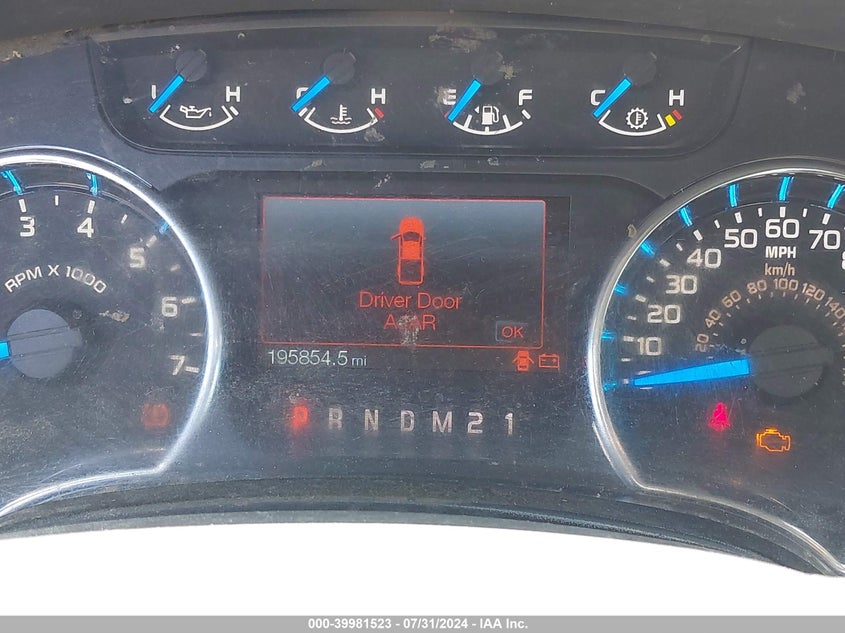 L H C H E F C H
3 4 5 6 7
RPM X 1000
Driver Door
AJAR
OK
195854.5 mi
P R N D M 2 1
10 20 30 40 50 60 70
MPH
km/h
20 40 60 80 100 120 140
000-39981523 - 07/31/2024 - IAA Inc.